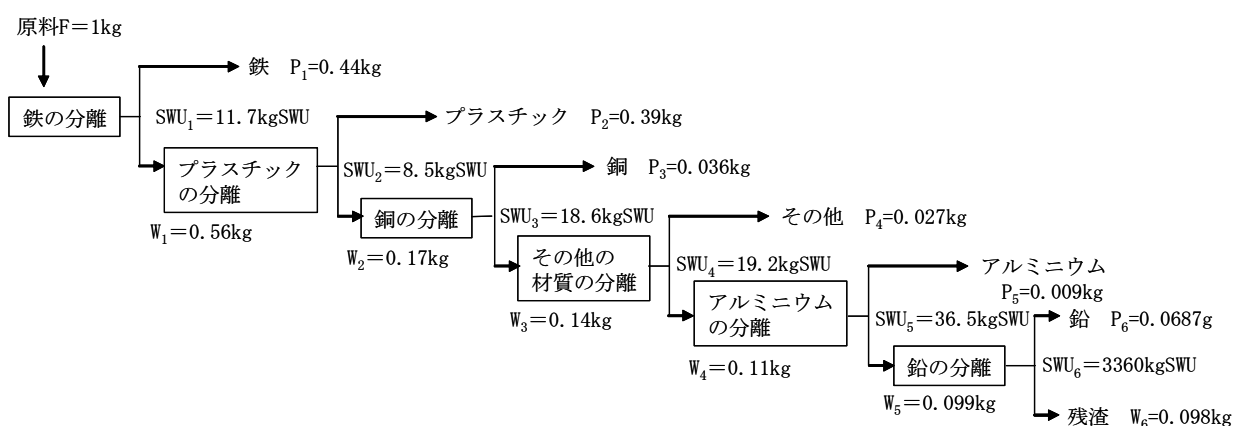 原料F＝1kg
鉄 P₁=0.44kg
鉄の分離
SWU₁＝11.7kgSWU
プラスチック P₂=0.39kg
プラスチック
の分離
W₁＝0.56kg
SWU₂＝8.5kgSWU
銅 P₃=0.036kg
銅の分離
W₂＝0.17kg
SWU₃＝18.6kgSWU
その他 P₄=0.027kg
その他の
材質の分離
W₃＝0.14kg
SWU₄＝19.2kgSWU
アルミニウム
P₅=0.009kg
アルミニウム
の分離
W₄＝0.11kg
SWU₅＝36.5kgSWU
鉛 P₆=0.0687g
鉛の分離
W₅＝0.099kg
SWU₆＝3360kgSWU
残渣 W₆=0.098kg